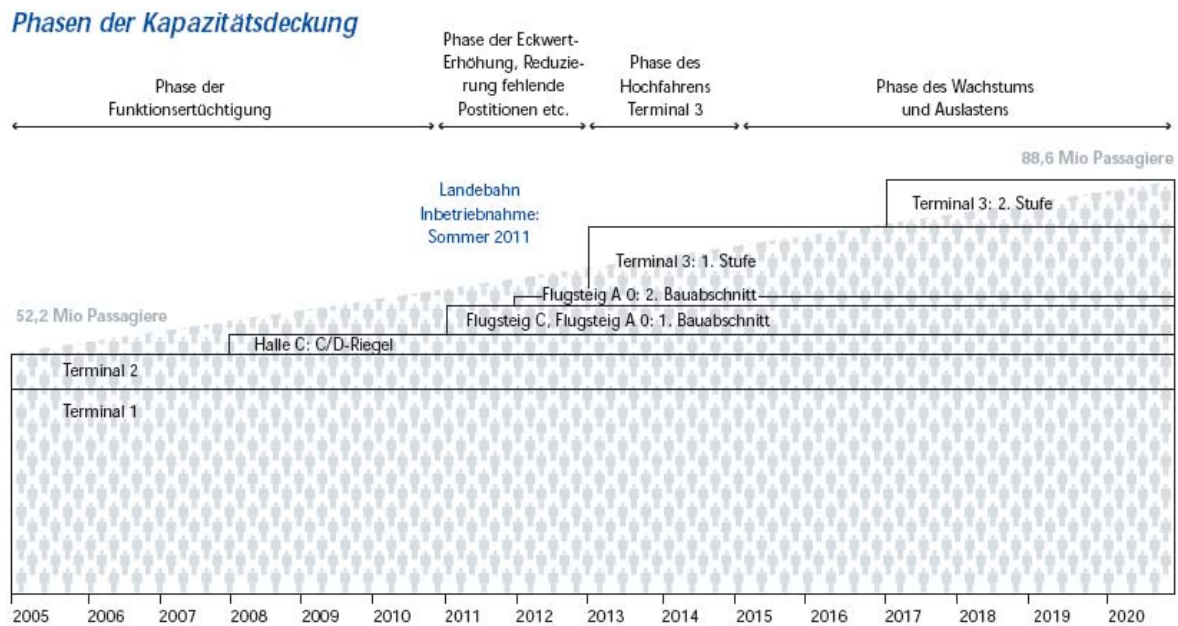 Phasen der Kapazitätsdeckung
Phase der
Funktionsertüchtigung
Phase der Eckwert-
Erhöhung, Reduzie-
rung fehlende
Postitionen etc.
Phase des
Hochfahrens
Terminal 3
Phase des Wachstums
und Auslastens
88,6 Mio Passagiere
Landebahn
Inbetriebnahme:
Sommer 2011
Terminal 3: 2. Stufe
Terminal 3: 1. Stufe
Flugsteig A 0: 2. Bauabschnitt
52,2 Mio Passagiere
Flugsteig C, Flugsteig A 0: 1. Bauabschnitt
Halle C: C/D-Riegel
Terminal 2
Terminal 1
2005 2006 2007 2008 2009 2010 2011 2012 2013 2014 2015 2016 2017 2018 2019 2020